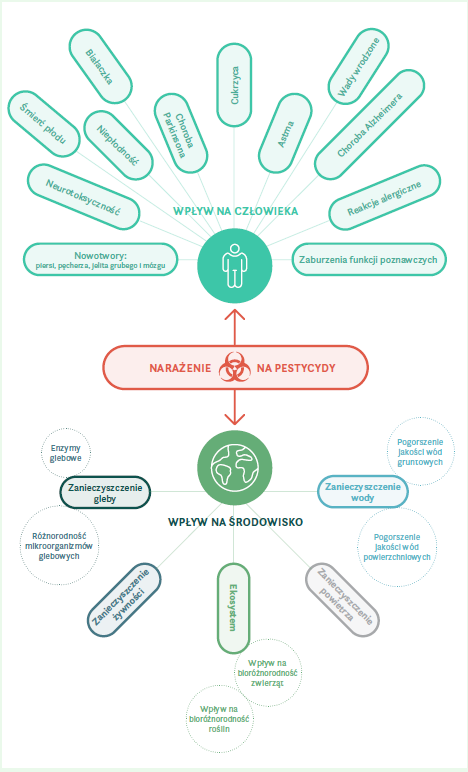 Białaczka
Cukrzyca
Wady wrodzone
Śmierć płodu
Niepłodność
Choroba
Parkinsona
Astma
Choroba Alzheimera
Neurotoksyczność
Reakcje alergiczne
WPŁYW NA CZŁOWIEKA
Nowotwory:
piersi, pęcherza, jelita grubego i mózgu
Zaburzenia funkcji poznawczych
NARAŻENIE NA PESTYCYDY
Enzymy
glebowe
Pogorszenie
jakości wód
gruntowych
Zanieczyszczenie
gleby
Zanieczyszczenie
wody
WPŁYW NA ŚRODOWISKO
Różnorodność
mikroorganizmów
glebowych
Pogorszenie
jakości wód
powierzchniowych
Zanieczyszczenie
żywności
Ekosystem
Zanieczyszczenie
powietrza
Wpływ na
bioróżnorodność
zwierząt
Wpływ na
bioróżnorodność
roślin